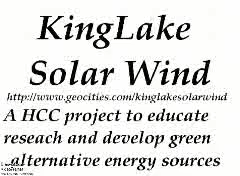 KingLake
Solar Wind
http://www.geocities.com/kinglakesolarwind
A HCC project to educate
reseach and develop green
alternative energy sources